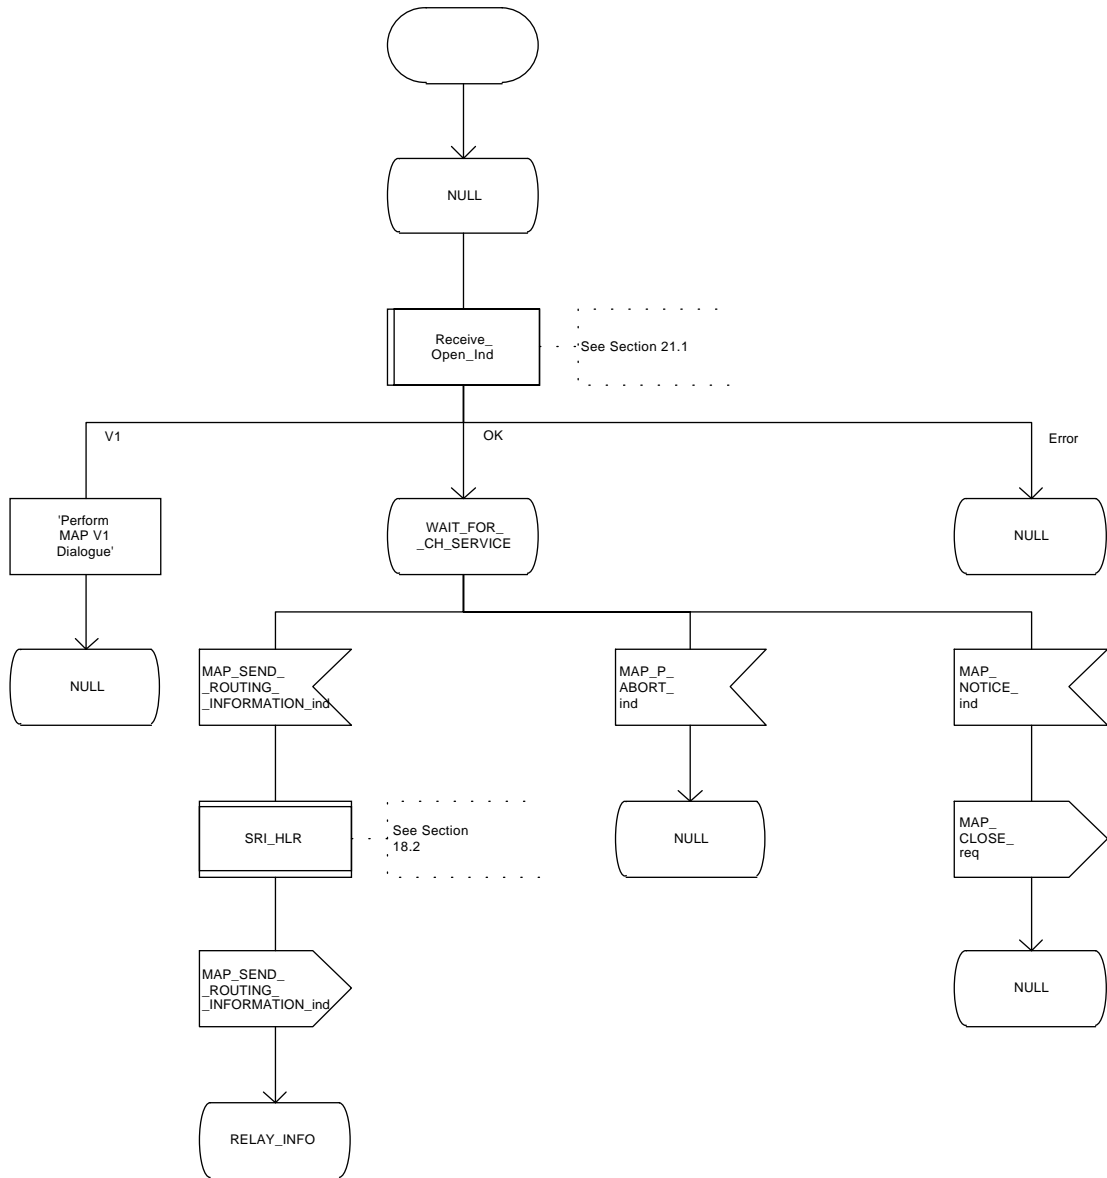 NULL
Receive_
Open_Ind
See Section 21.1
V1
OK
Error
'Perform
MAP V1
Dialogue'
WAIT_FOR_
_CH_SERVICE
NULL
NULL
MAP_SEND_
_ROUTING_
_INFORMATION_ind
MAP_P_
ABORT_
ind
MAP_
NOTICE_
ind
SRI_HLR
See Section
18.2
NULL
MAP_
CLOSE_
req
MAP_SEND_
_ROUTING_
_INFORMATION_ind
NULL
RELAY_INFO